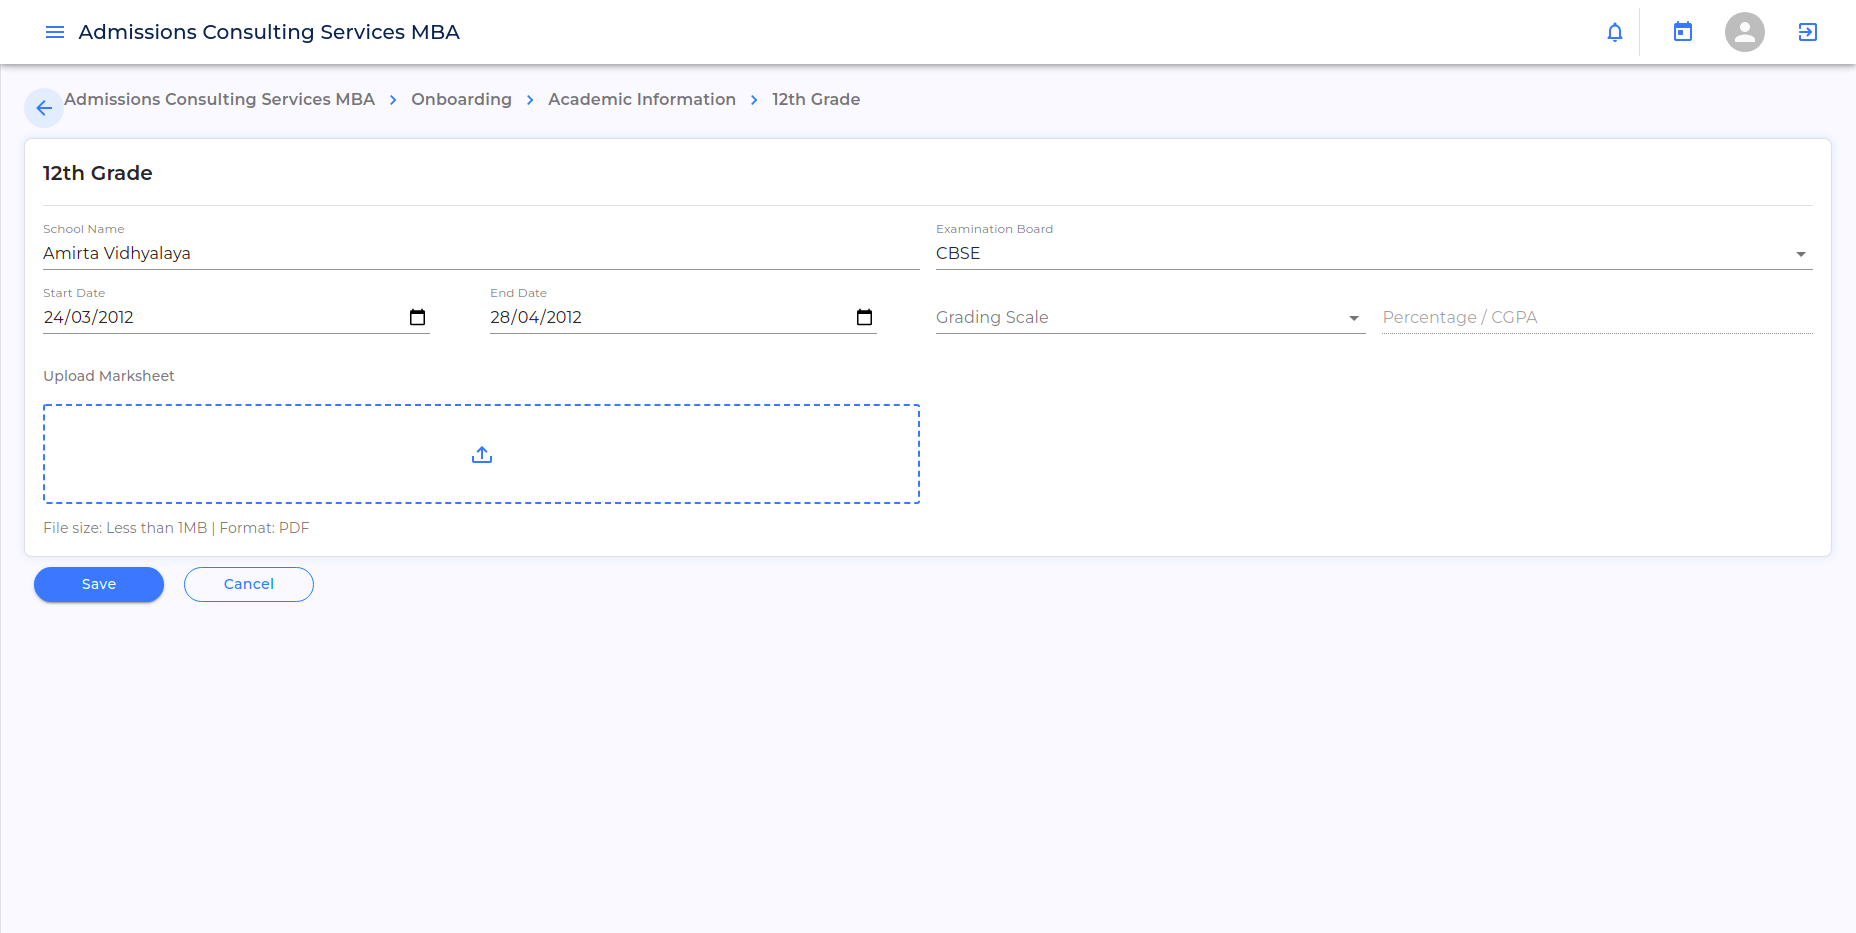 Admissions Consulting Services MBA
Admissions Consulting Services MBA > Onboarding > Academic Information > 12th Grade
12th Grade
School Name
Examination Board
Amirta Vidhyalaya
CBSE
Start Date
End Date
24/03/2012
28/04/2012
Grading Scale
Percentage / CGPA
Upload Marksheet
File size: Less than 1MB | Format: PDF
Save
Cancel